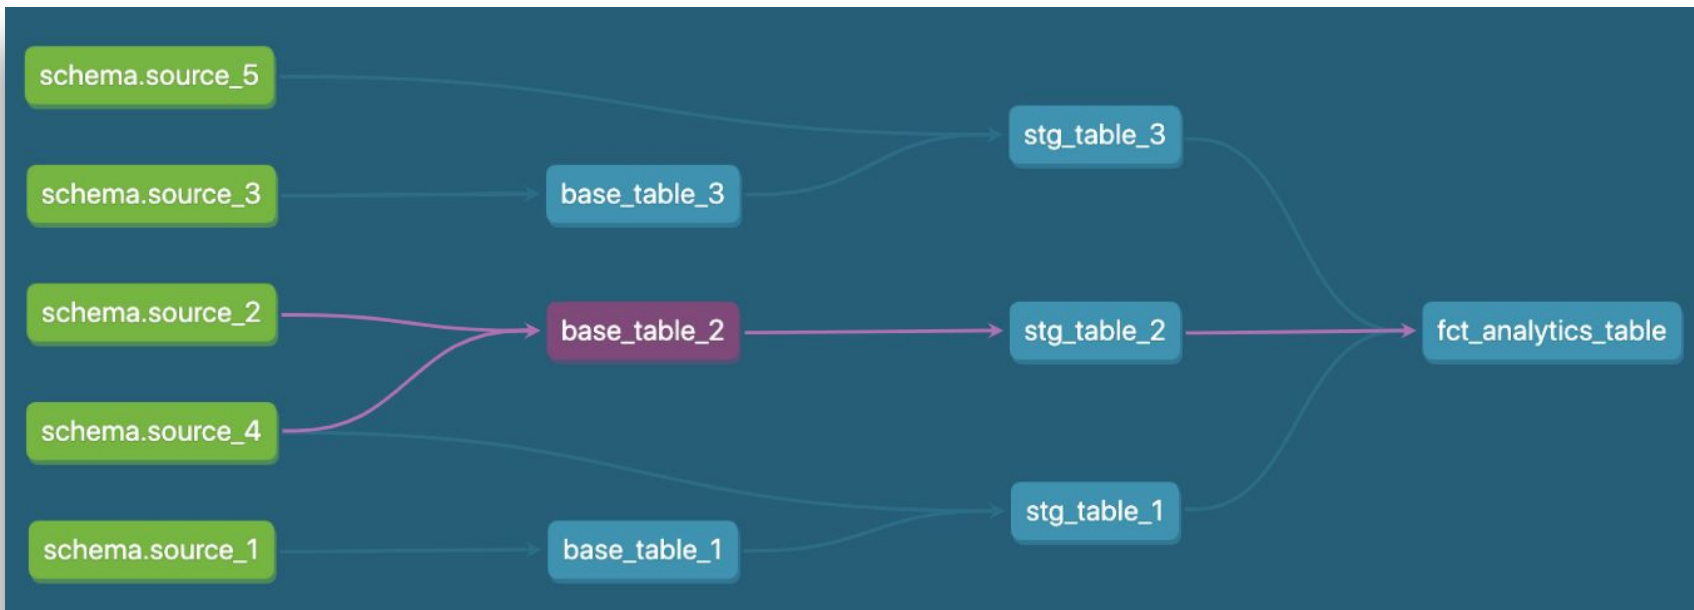 schema.source_5
stg_table_3
schema.source_3
base_table_3
schema.source_2
base_table_2
stg_table_2
fct_analytics_table
schema.source_4
stg_table_1
schema.source_1
base_table_1